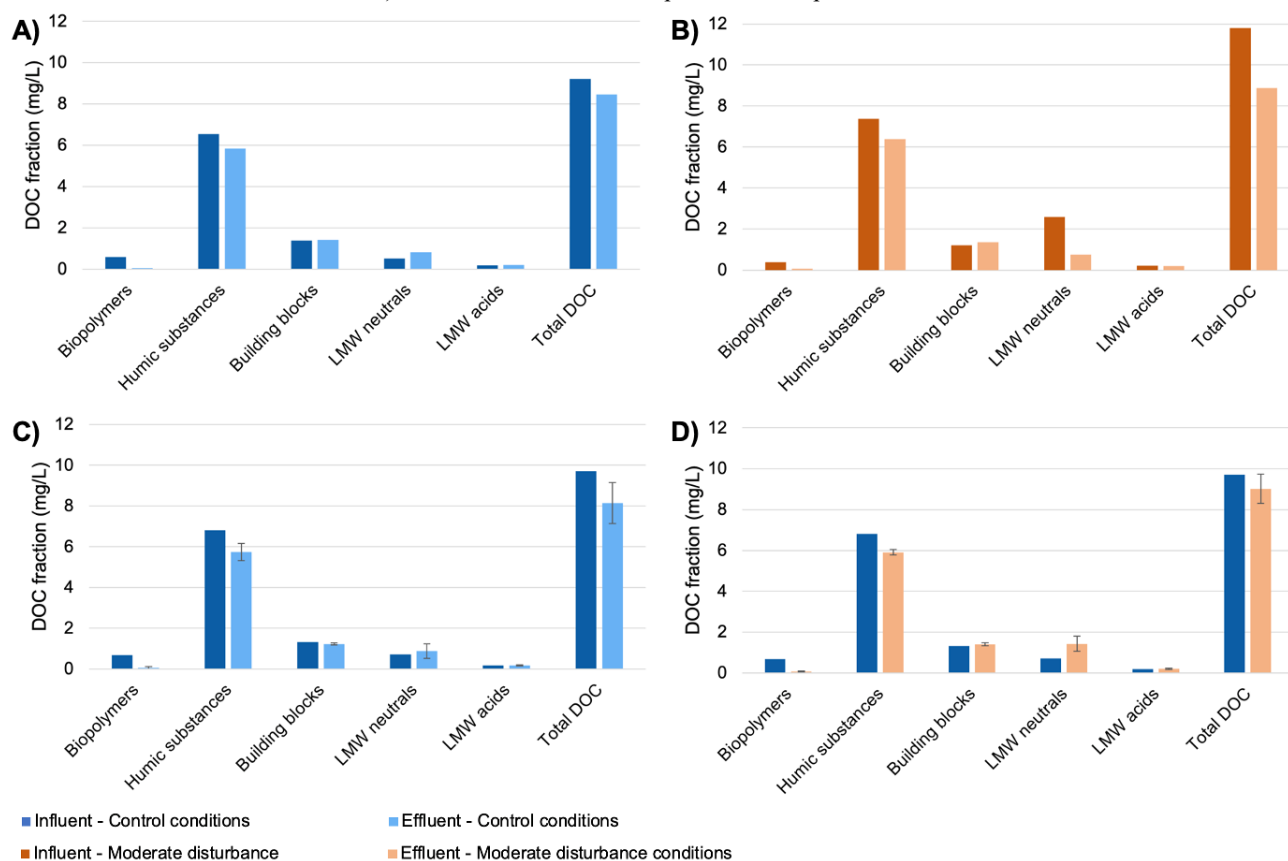 A)
DOC fraction (mg/L)
12
10
8
6
4
2
0
Biopolymers
Humic substances
Building blocks
LMW neutrals
LMW acids
Total DOC
B)
DOC fraction (mg/L)
12
10
8
6
4
2
0
Biopolymers
Humic substances
Building blocks
LMW neutrals
LMW acids
Total DOC
C)
DOC fraction (mg/L)
12
10
8
6
4
2
0
Biopolymers
Humic substances
Building blocks
LMW neutrals
LMW acids
Total DOC
D)
DOC fraction (mg/L)
12
10
8
6
4
2
0
Biopolymers
Humic substances
Building blocks
LMW neutrals
LMW acids
Total DOC
Influent - Control conditions
Effluent - Control conditions
Influent - Moderate disturbance
Effluent - Moderate disturbance conditions